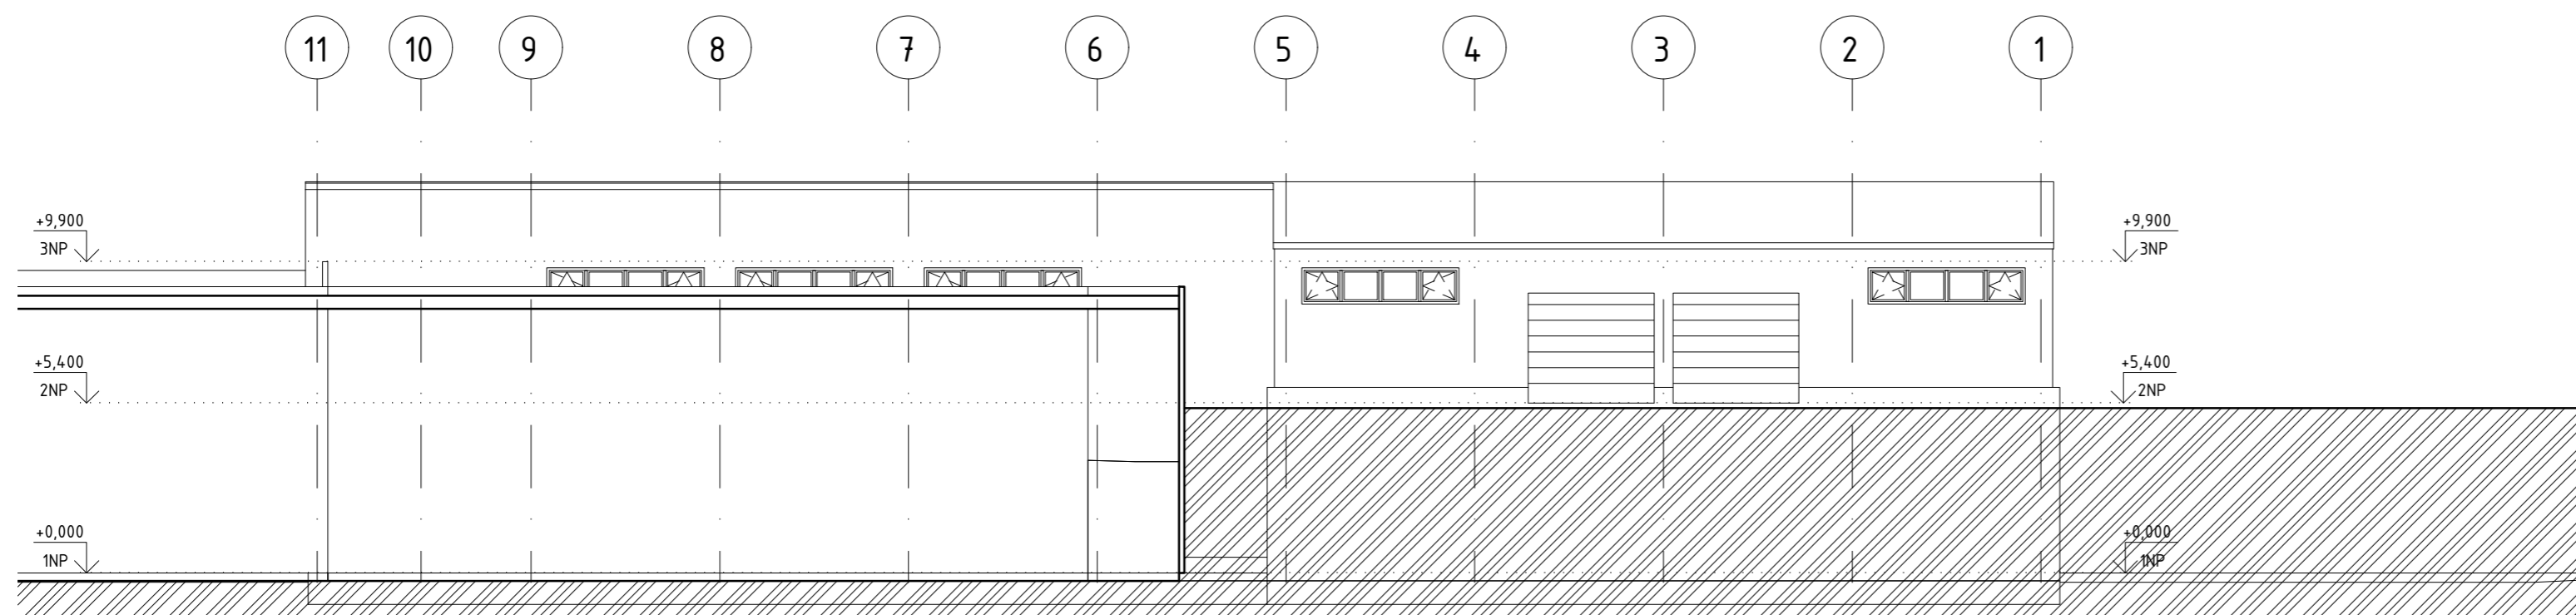 11 10 9 8 7 6 5 4 3 2 1
+9,900
3NP
+9,900
3NP
+5,400
2NP
+5,400
2NP
+0,000
1NP
+0,000
1NP